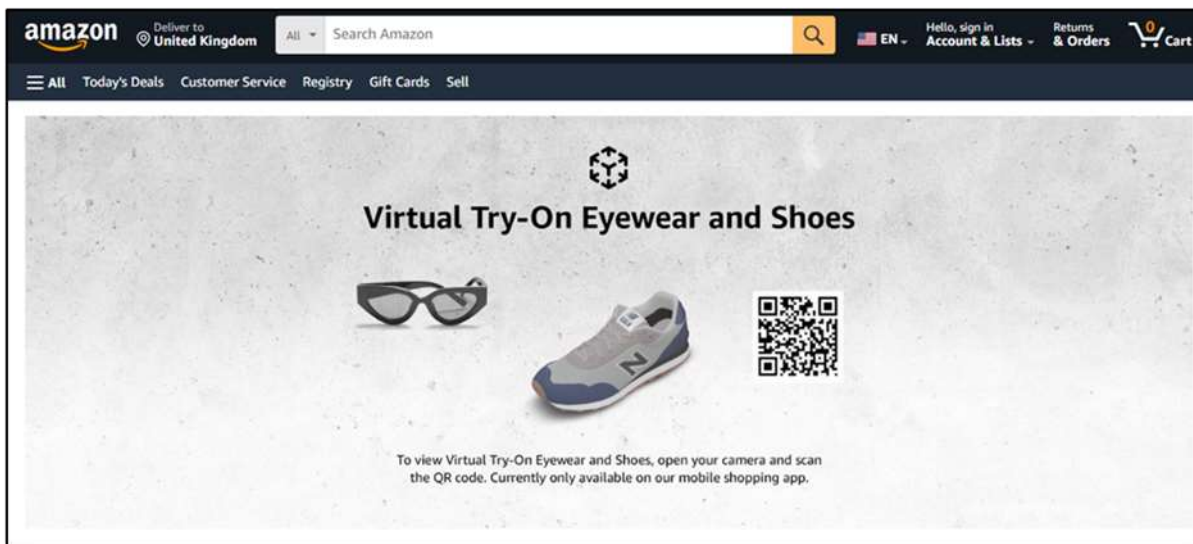 amazon
Deliver to
United Kingdom
All
Search Amazon
EN
Hello, sign in
Account & Lists
Returns
& Orders
0
Cart
All
Today's Deals
Customer Service
Registry
Gift Cards
Sell
Virtual Try-On Eyewear and Shoes
N
To view Virtual Try-On Eyewear and Shoes, open your camera and scan
the QR code. Currently only available on our mobile shopping app.